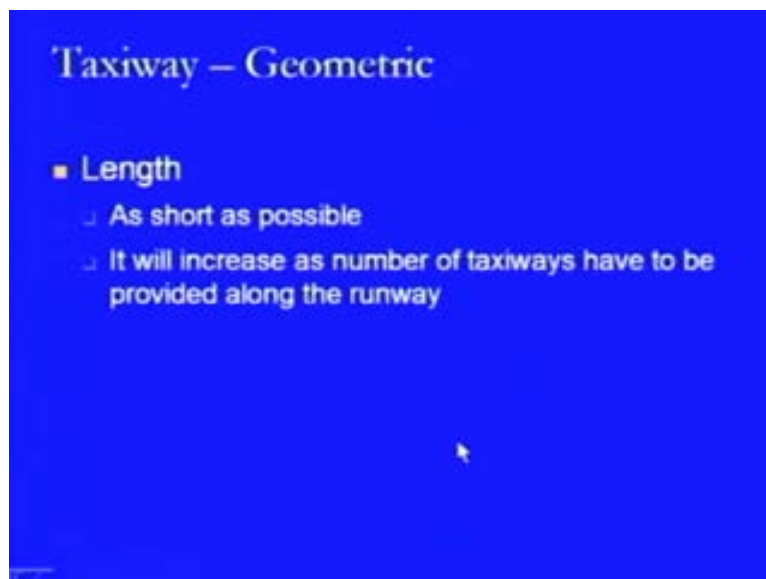 Taxiway – Geometric
Length
As short as possible
It will increase as number of taxiways have to be
provided along the runway